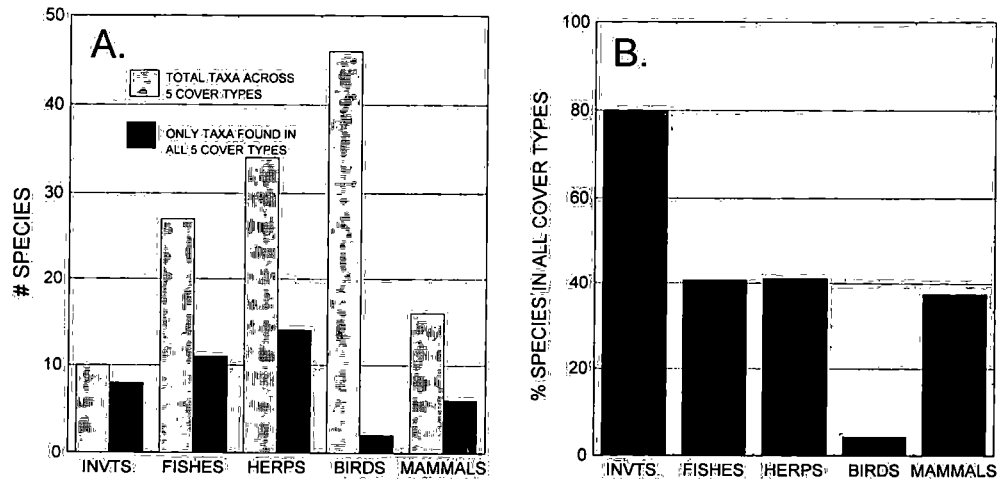 A.
50
40
30
20
10
0
# SPECIES
TOTAL TAXA ACROSS
5 COVER TYPES
ONLY TAXA FOUND IN
ALL 5 COVER TYPES
INVTS. FISHES HERPS BIRDS MAMMALS
B.
100
80
60
40
20
0
% SPECIES IN ALL COVER TYPES
INVTS. FISHES HERPS BIRDS MAMMALS